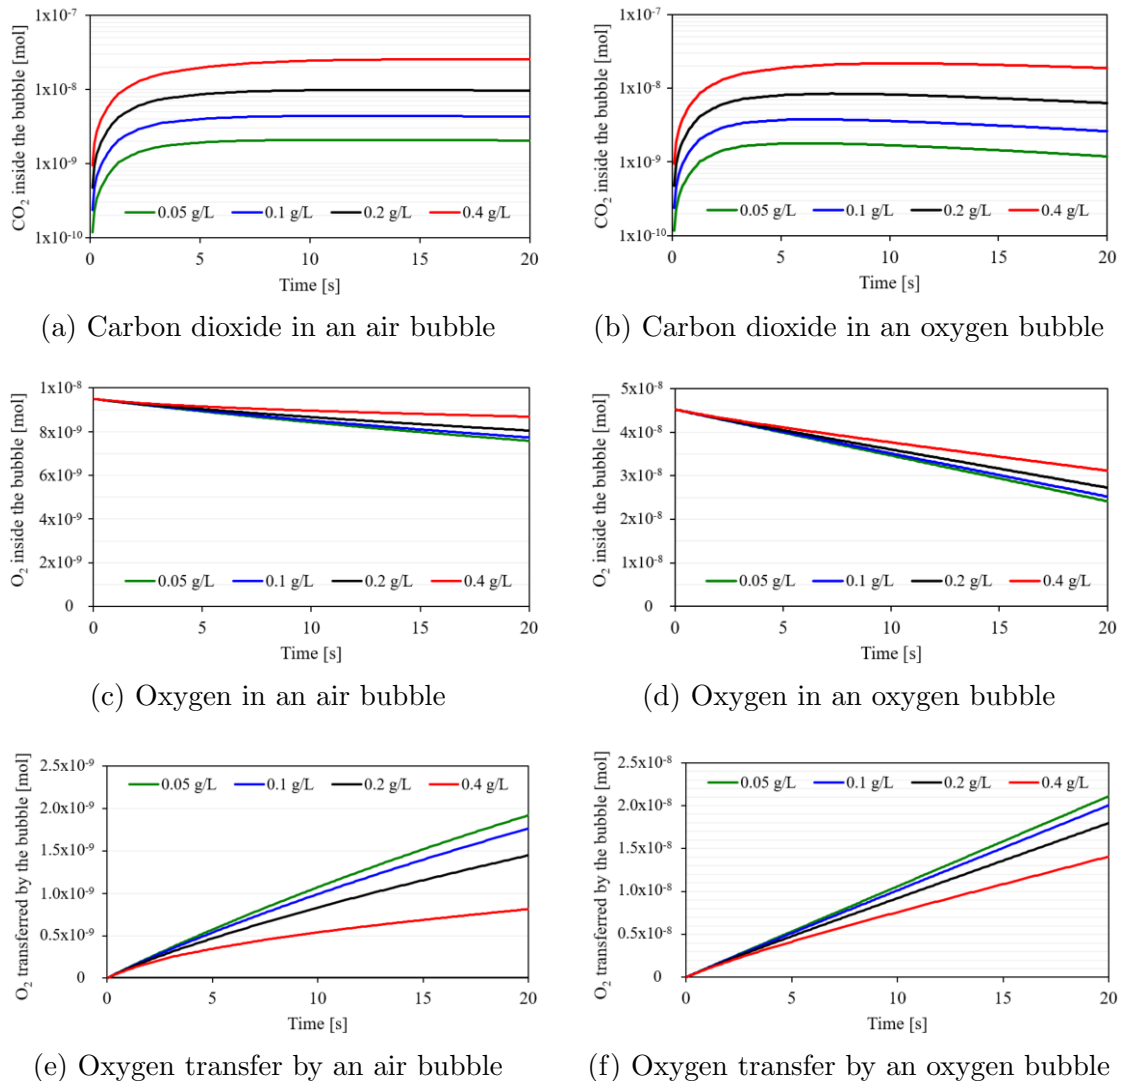 1x10⁻⁷
1x10⁻⁸
1x10⁻⁹
1x10⁻¹⁰
CO₂ inside the bubble [mol]
0.05 g/L 0.1 g/L 0.2 g/L 0.4 g/L
0 5 10 15 20
Time [s]
(a) Carbon dioxide in an air bubble
1x10⁻⁷
1x10⁻⁸
1x10⁻⁹
1x10⁻¹⁰
CO₂ inside the bubble [mol]
0.05 g/L 0.1 g/L 0.2 g/L 0.4 g/L
0 5 10 15 20
Time [s]
(b) Carbon dioxide in an oxygen bubble
1x10⁻⁸
8x10⁻⁹
6x10⁻⁹
4x10⁻⁹
2x10⁻⁹
0
O₂ inside the bubble [mol]
0.05 g/L 0.1 g/L 0.2 g/L 0.4 g/L
0 5 10 15 20
Time [s]
(c) Oxygen in an air bubble
5x10⁻⁸
4x10⁻⁸
3x10⁻⁸
2x10⁻⁸
1x10⁻⁸
0
O₂ inside the bubble [mol]
0.05 g/L 0.1 g/L 0.2 g/L 0.4 g/L
0 5 10 15 20
Time [s]
(d) Oxygen in an oxygen bubble
2.5x10⁻⁹
2.0x10⁻⁹
1.5x10⁻⁹
1.0x10⁻⁹
0.5x10⁻⁹
0
O₂ transferred by the bubble [mol]
0.05 g/L 0.1 g/L 0.2 g/L 0.4 g/L
0 5 10 15 20
Time [s]
(e) Oxygen transfer by an air bubble
2.5x10⁻⁸
2.0x10⁻⁸
1.5x10⁻⁸
1.0x10⁻⁸
0.5x10⁻⁸
0
O₂ transferred by the bubble [mol]
0.05 g/L 0.1 g/L 0.2 g/L 0.4 g/L
0 5 10 15 20
Time [s]
(f) Oxygen transfer by an oxygen bubble